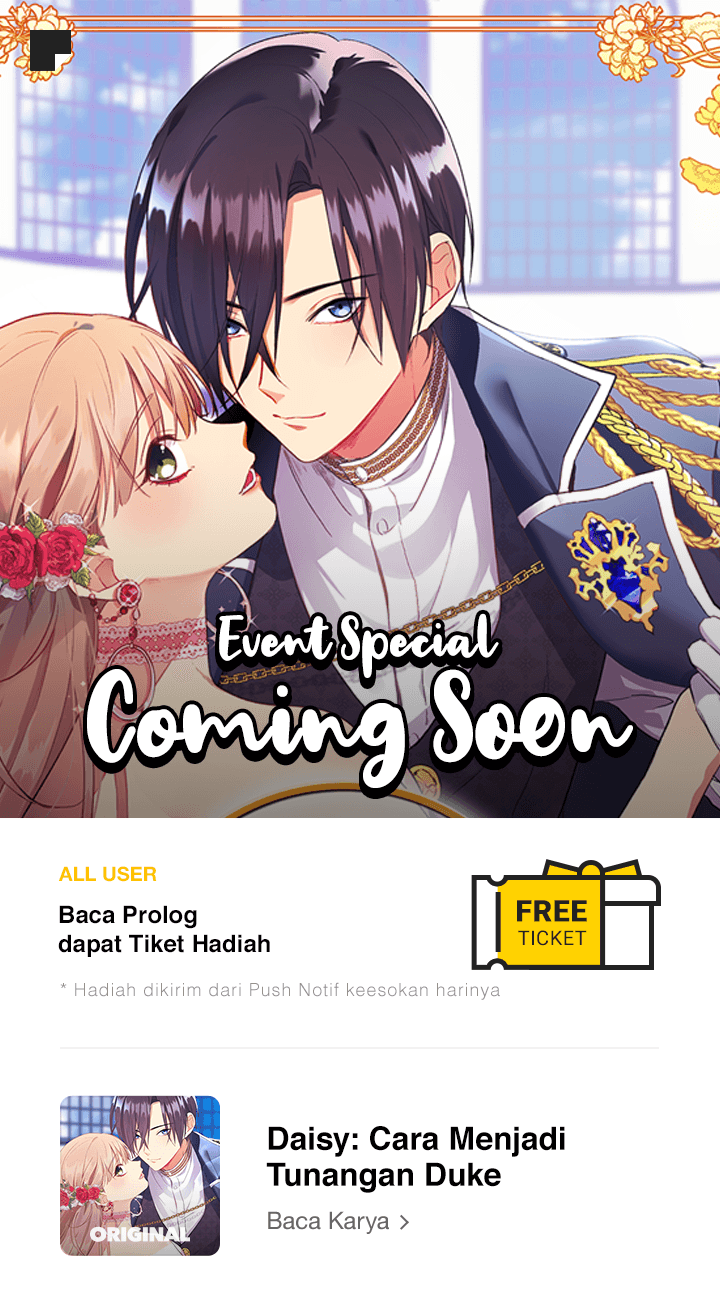 Event Special
Coming Soon
ALL USER
Baca Prolog
dapat Tiket Hadiah
FREE
TICKET
* Hadiah dikirim dari Push Notif keesokan harinya
Daisy: Cara Menjadi
Tunangan Duke
Baca Karya >
ORIGINAL